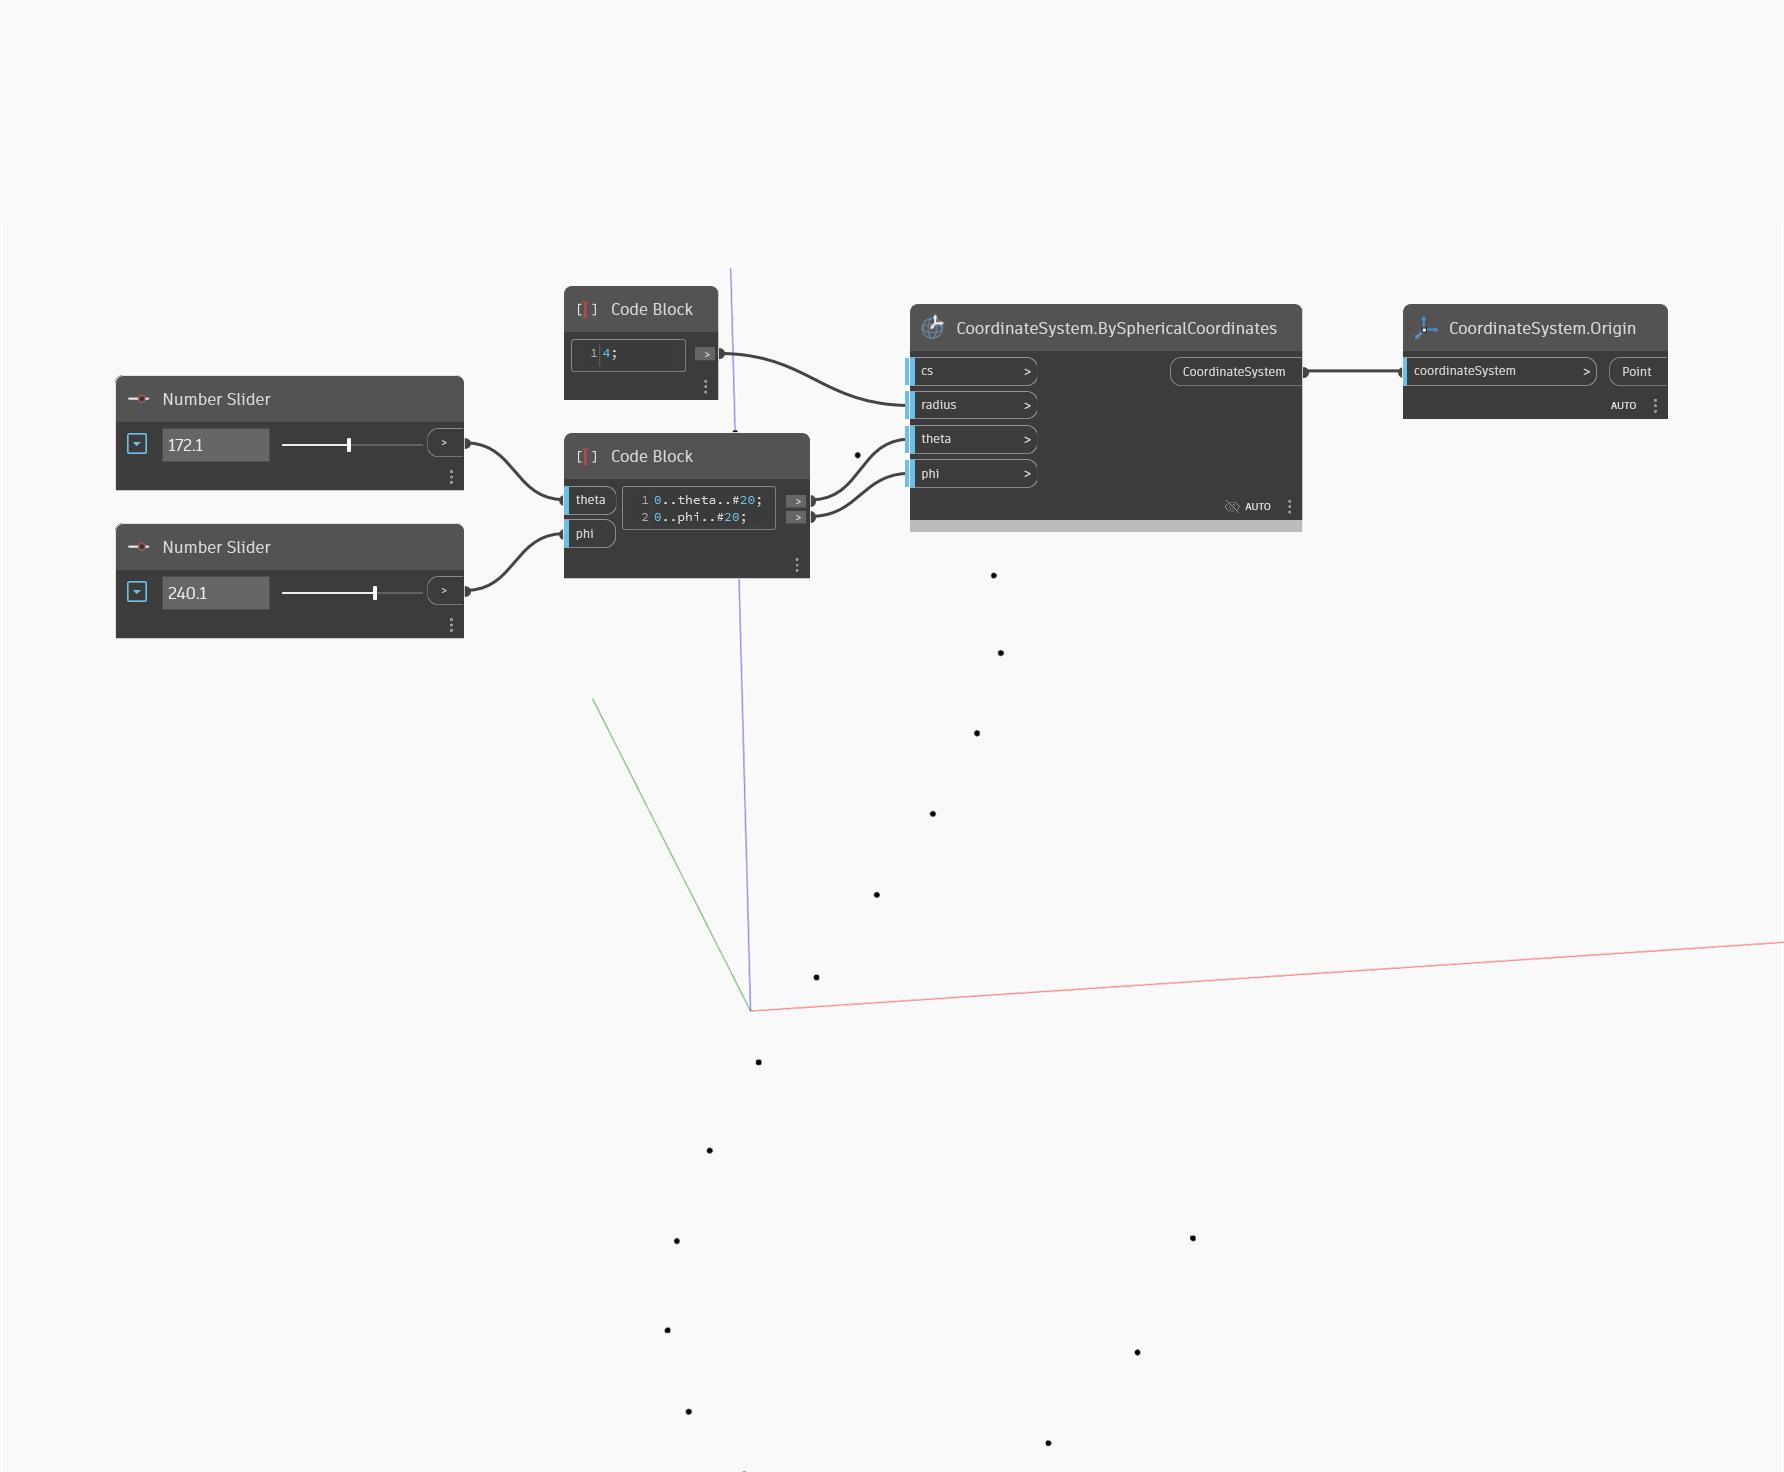 Number Slider
172.1
>
Number Slider
240.1
>
Code Block
1 4;
>
Code Block
theta
phi
1 0..theta..#20;
2 0..phi..#20;
>
>
CoordinateSystem.BySphericalCoordinates
cs >
radius >
theta >
phi >
CoordinateSystem
AUTO
CoordinateSystem.Origin
coordinateSystem >
Point
AUTO